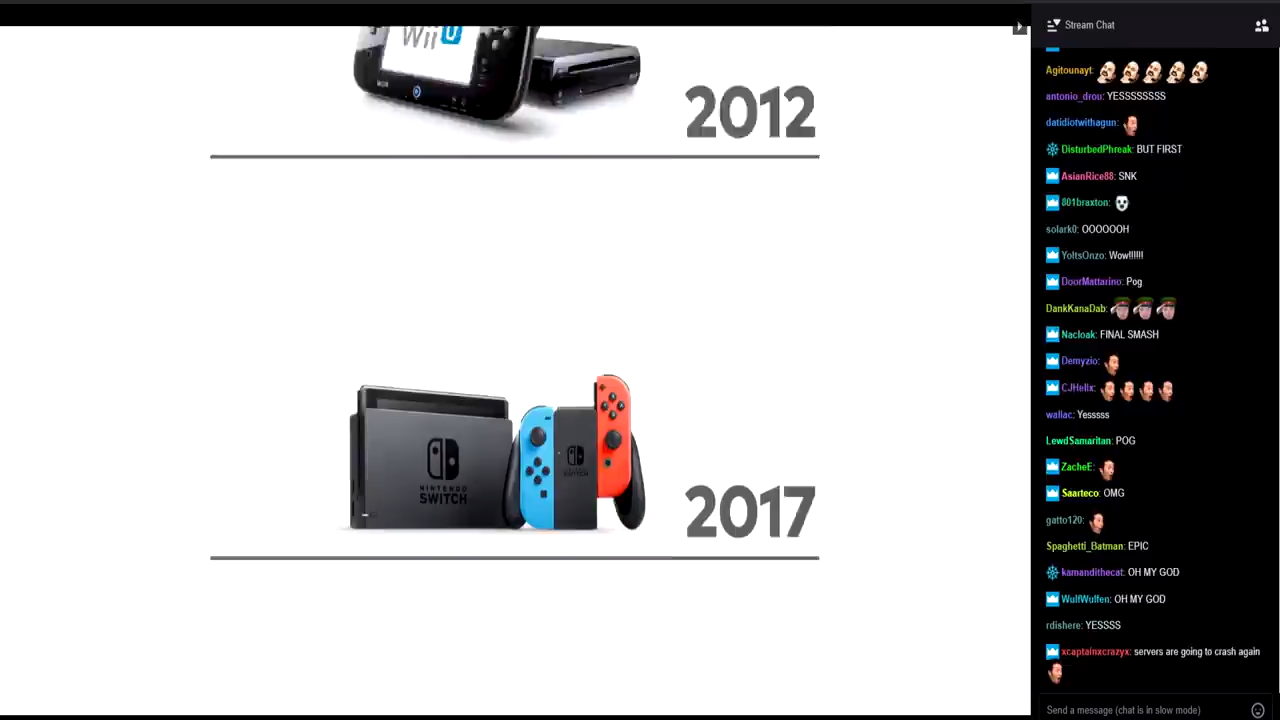 Wii U
2012
NINTENDO
SWITCH
2017
Stream Chat
Agitounayt:
antonio_drou: YESSSSSSSS
datidiotwithagun:
DisturbedPhreak: BUT FIRST
AsianRice88: SNK
801braxton:
solark0: OOOOOOH
YoltsOnzo: Wow!!!!!!
DoorMattarino: Pog
DankKanaDab:
Nacloak: FINAL SMASH
Demyzio:
CJHelix:
wallac: Yesssss
LewdSamaritan: POG
ZacheE:
Saarteco: OMG
gatto120:
Spaghetti_Batman: EPIC
kamandithecat: OH MY GOD
WulfWulfen: OH MY GOD
rdishere: YESSSS
xcaptainxcrazyx: servers are going to crash again
Send a message (chat is in slow mode)